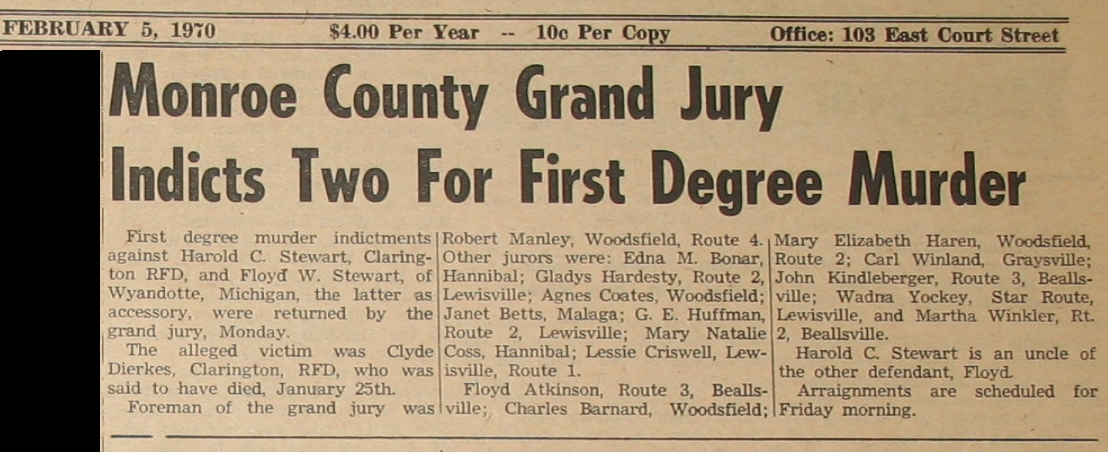 FEBRUARY 5, 1970 $4.00 Per Year -- 10c Per Copy Office: 103 East Court Street
Monroe County Grand Jury
Indicts Two For First Degree Murder
First degree murder indictments
against Harold C. Stewart, Claring-
ton RFD, and Floyd W. Stewart, of
Wyandotte, Michigan, the latter as
accessory, were returned by the
grand jury, Monday.
The alleged victim was Clyde
Dierkes, Clarington, RFD, who was
said to have died, January 25th.
Foreman of the grand jury was
Robert Manley, Woodsfield, Route 4.
Other jurors were: Edna M. Bonar,
Hannibal; Gladys Hardesty, Route 2,
Lewisville; Agnes Coates, Woodsfield;
Janet Betts, Malaga; G. E. Huffman,
Route 2, Lewisville; Mary Natalie
Coss, Hannibal; Lessie Criswell, Lew-
isville, Route 1.
Floyd Atkinson, Route 3, Bealls-
ville; Charles Barnard, Woodsfield;
Mary Elizabeth Haren, Woodsfield,
Route 2; Carl Winland, Graysville;
John Kindleberger, Route 3, Bealls-
ville; Wadna Yockey, Star Route,
Lewisville, and Martha Winkler, Rt.
2, Beallsville.
Harold C. Stewart is an uncle of
the other defendant, Floyd.
Arraignments are scheduled for
Friday morning.